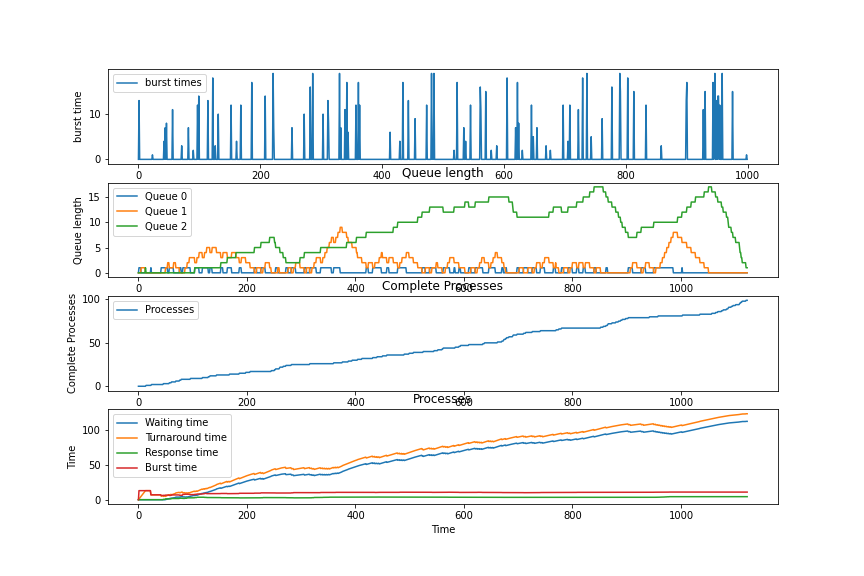 burst time
10
0
burst times
0 200 400 600 800 1000
Queue length
Queue length
15
10
5
0
Queue 0
Queue 1
Queue 2
0 200 400 600 800 1000
Complete Processes
Complete Processes
100
50
0
Processes
0 200 400 600 800 1000
Processes
Time
100
50
0
Waiting time
Turnaround time
Response time
Burst time
0 200 400 600 800 1000
Time